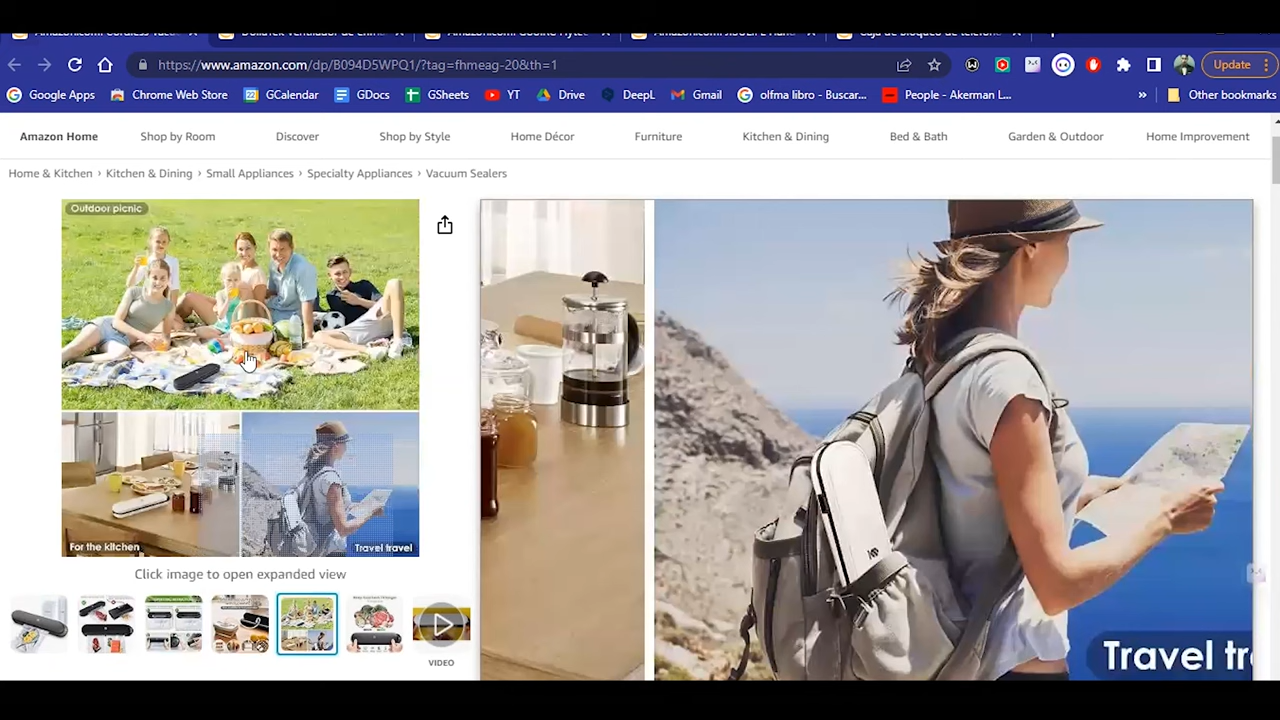 https://www.amazon.com/dp/B094D5WPQ1/?tag=fhmeag-20&th=1
Update
Google Apps
Chrome Web Store
GCalendar
GDocs
GSheets
YT
Drive
DeepL
Gmail
olfma libro - Buscar...
People - Akerman L...
»
Other bookmarks
Amazon Home
Shop by Room
Discover
Shop by Style
Home Décor
Furniture
Kitchen & Dining
Bed & Bath
Garden & Outdoor
Home Improvement
Home & Kitchen › Kitchen & Dining › Small Appliances › Specialty Appliances › Vacuum Sealers
Outdoor picnic
For the kitchen
Travel travel
Click image to open expanded view
VIDEO
Travel tr